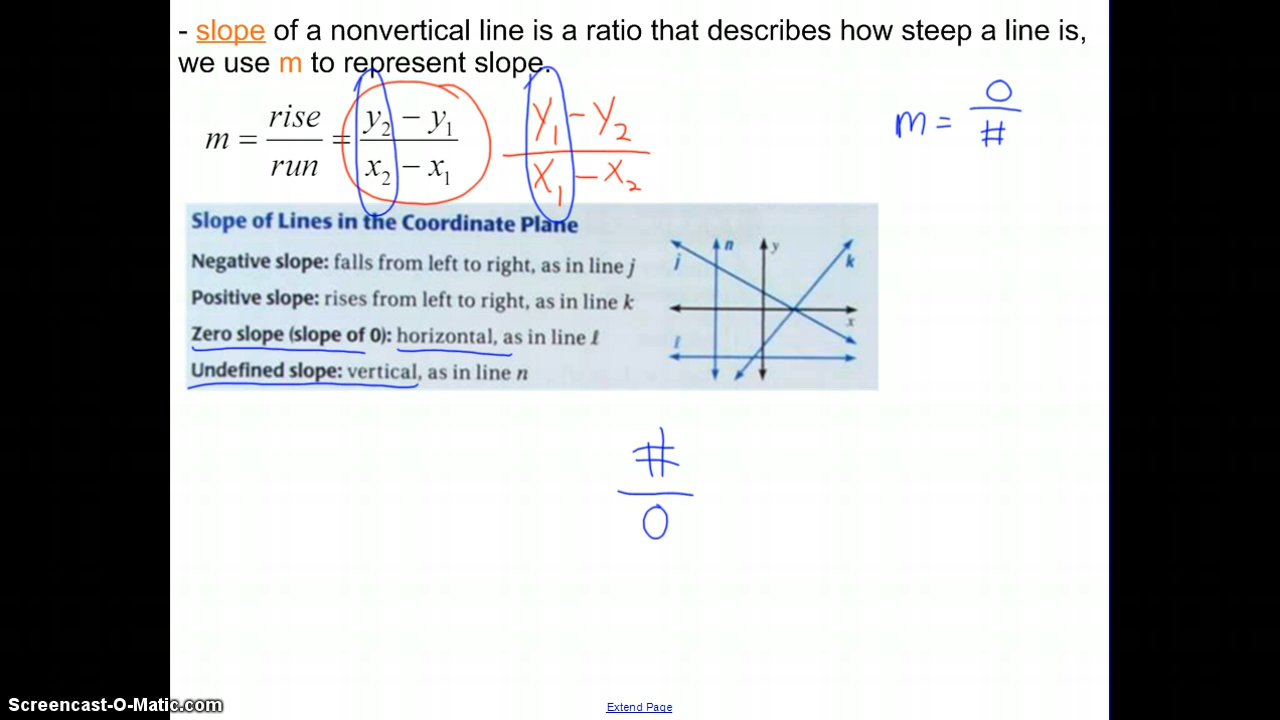 - slope of a nonvertical line is a ratio that describes how steep a line is,
we use m to represent slope.
m = rise / run = y₂ − y₁ / x₂ − x₁
y₁ − y₂ / x₁ − x₂
m = 0 / #
Slope of Lines in the Coordinate Plane
Negative slope: falls from left to right, as in line j
Positive slope: rises from left to right, as in line k
Zero slope (slope of 0): horizontal, as in line ℓ
Undefined slope: vertical, as in line n
j n y k
x
ℓ
# / 0
Screencast-O-Matic.com
Extend Page